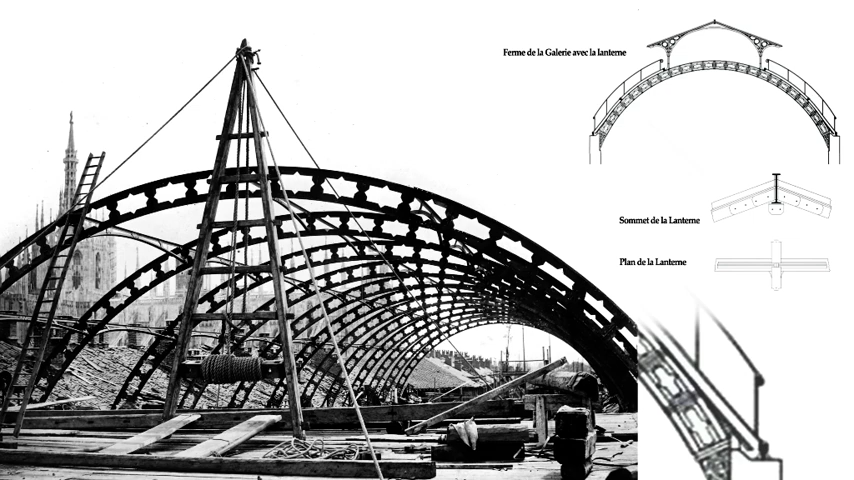 Ferme de la Galerie avec la lanterne
Sommet de la Lanterne
Plan de la Lanterne